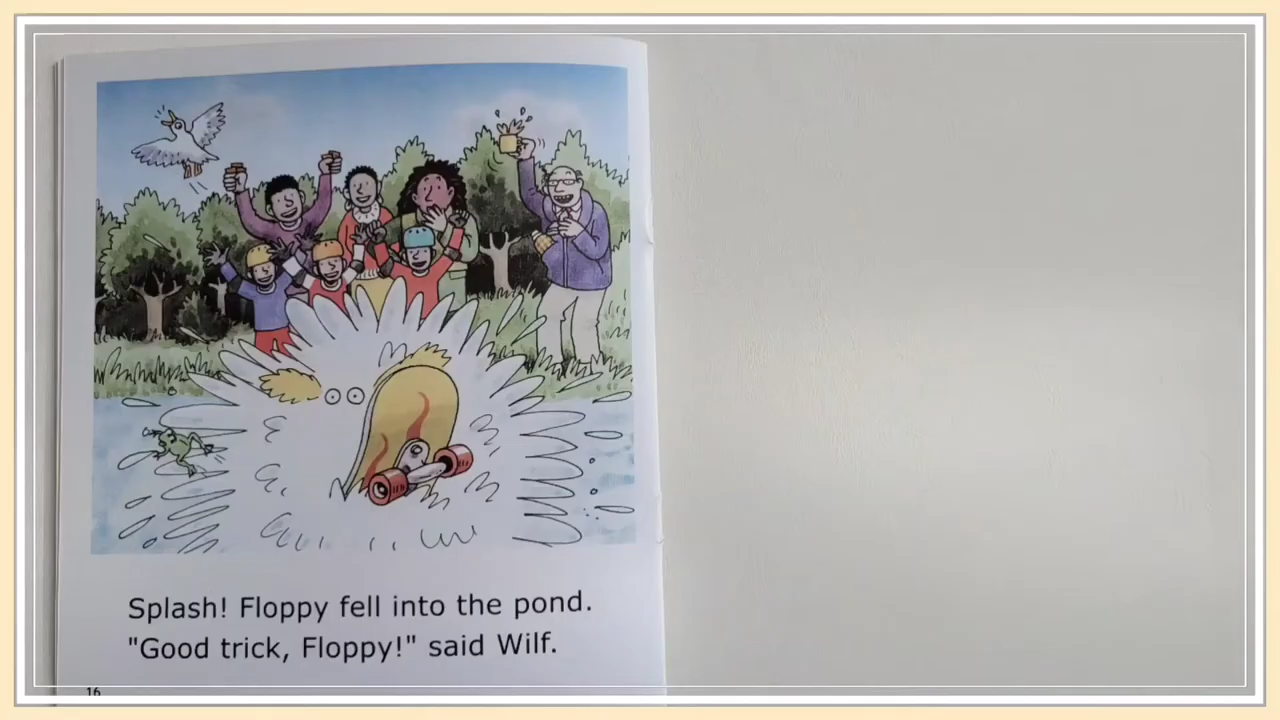 Splash! Floppy fell into the pond.
"Good trick, Floppy!" said Wilf.
16